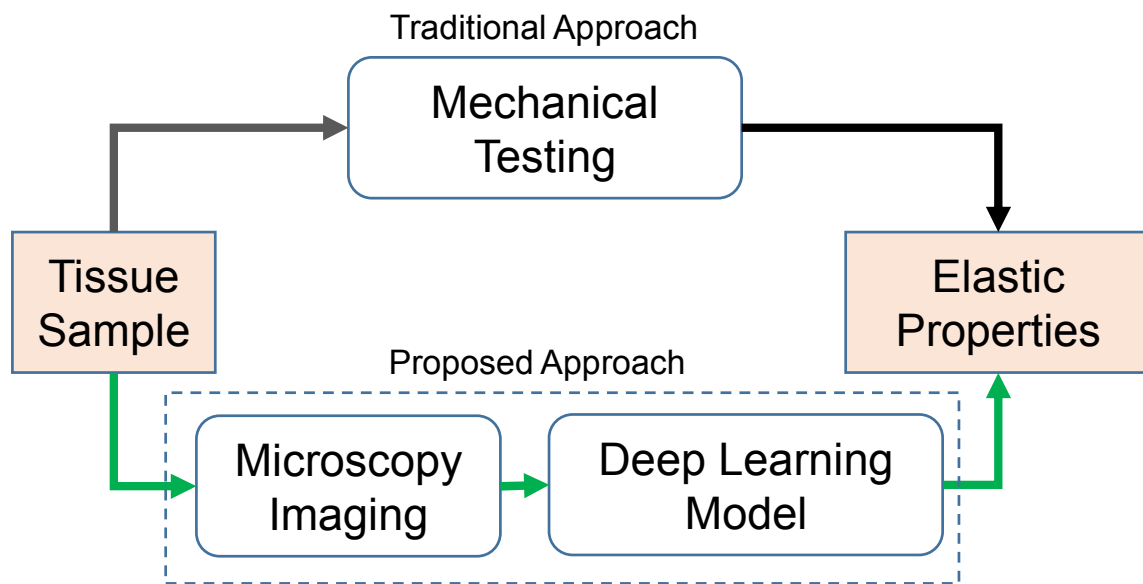 Traditional Approach
Mechanical
Testing
Tissue
Sample
Elastic
Properties
Proposed Approach
Microscopy
Imaging
Deep Learning
Model